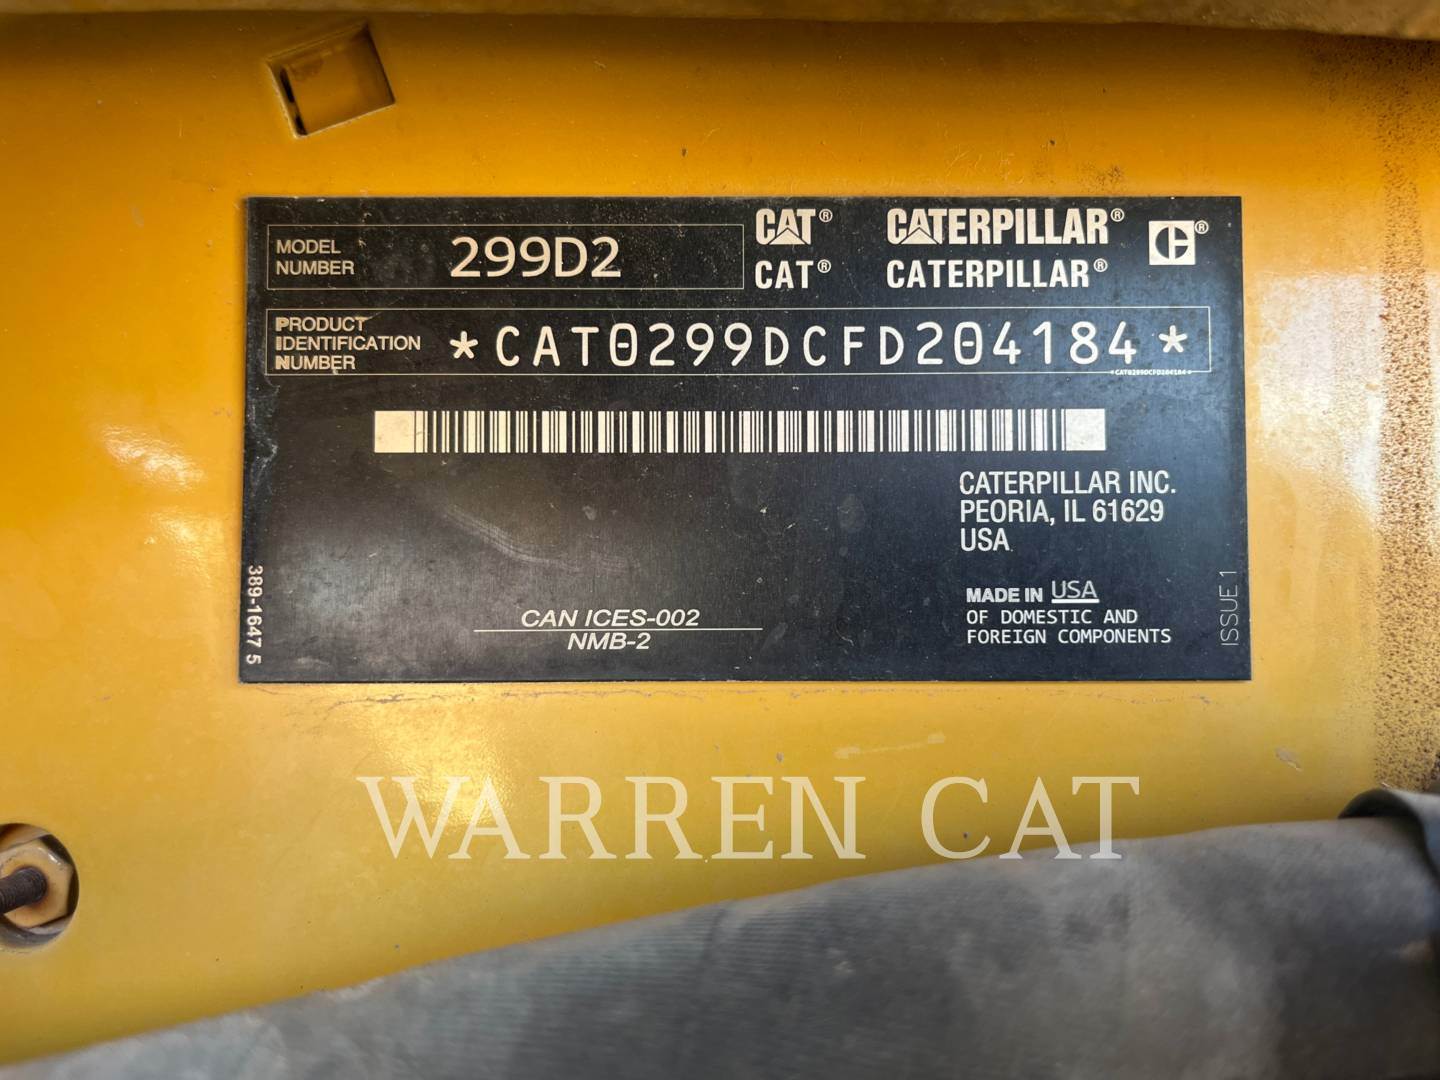 MODEL
NUMBER
299D2
CAT® CATERPILLAR® ®
CAT® CATERPILLAR®
PRODUCT
IDENTIFICATION
NUMBER
*CAT0299DCFD204184*
*CAT0299DCFD204184*
CATERPILLAR INC.
PEORIA, IL 61629
USA
MADE IN USA
OF DOMESTIC AND
FOREIGN COMPONENTS
CAN ICES-002
NMB-2
389-1647 5
ISSUE 1
WARREN CAT